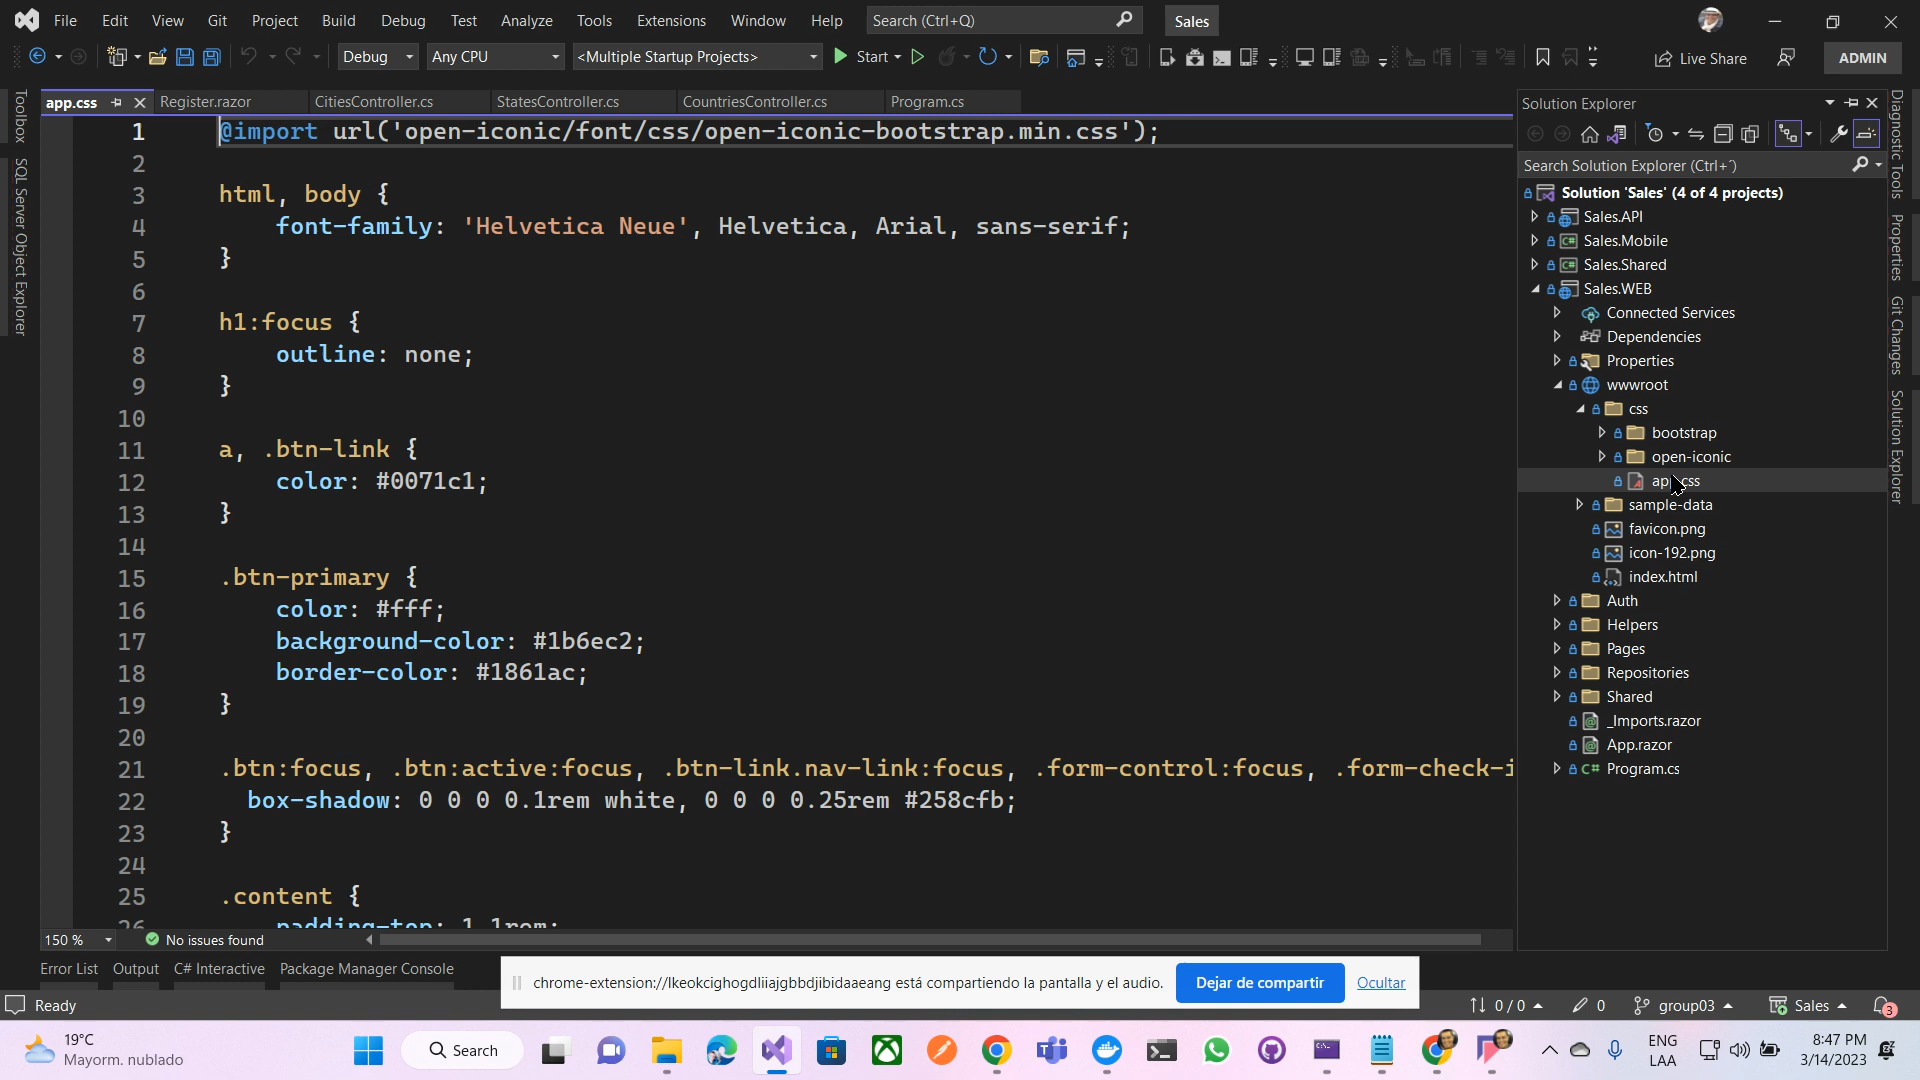 File Edit View Git Project Build Debug Test Analyze Tools Extensions Window Help Search (Ctrl+Q) Sales
Debug Any CPU <Multiple Startup Projects> Start Live Share ADMIN
app.css Register.razor CitiesController.cs StatesController.cs CountriesController.cs Program.cs
Toolbox
SQL Server Object Explorer
1 @import url('open-iconic/font/css/open-iconic-bootstrap.min.css');
2
3 html, body {
4 font-family: 'Helvetica Neue', Helvetica, Arial, sans-serif;
5 }
6
7 h1:focus {
8 outline: none;
9 }
10
11 a, .btn-link {
12 color: #0071c1;
13 }
14
15 .btn-primary {
16 color: #fff;
17 background-color: #1b6ec2;
18 border-color: #1861ac;
19 }
20
21 .btn:focus, .btn:active:focus, .btn-link.nav-link:focus, .form-control:focus, .form-check-i
22 box-shadow: 0 0 0 0.1rem white, 0 0 0 0.25rem #258cfb;
23 }
24
25 .content {
26 padding-top: 1.1rem;
150 % No issues found
Solution Explorer
Search Solution Explorer (Ctrl+´)
Solution 'Sales' (4 of 4 projects)
Sales.API
Sales.Mobile
Sales.Shared
Sales.WEB
Connected Services
Dependencies
Properties
wwwroot
css
bootstrap
open-iconic
app.css
sample-data
favicon.png
icon-192.png
index.html
Auth
Helpers
Pages
Repositories
Shared
_Imports.razor
App.razor
C# Program.cs
Diagnostic Tools
Properties
Git Changes
Solution Explorer
Error List Output C# Interactive Package Manager Console
chrome-extension://lkeokcighogdliiajgbbdjibidaaeang está compartiendo la pantalla y el audio. Dejar de compartir Ocultar
Ready 0 / 0 0 group03 Sales 3
19°C
Mayorm. nublado
Search
ENG
LAA
8:47 PM
3/14/2023